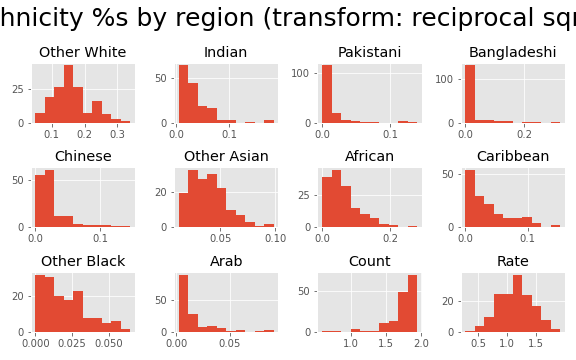 hnicity %s by region (transform: reciprocal sq
Other White Indian Pakistani Bangladeshi
25 0 0.1 0.2 0.3
50 0 0.0 0.1
100 0 0.0 0.1
100 0 0.0 0.2
Chinese Other Asian African Caribbean
50 0 0.0 0.1
20 0 0.05 0.10
25 0 0.0 0.2
50 0 0.0 0.1
Other Black Arab Count Rate
20 0 0.000 0.025 0.050
50 0 0.00 0.05
50 0 1.0 1.5 2.0
20 0 0.5 1.0 1.5